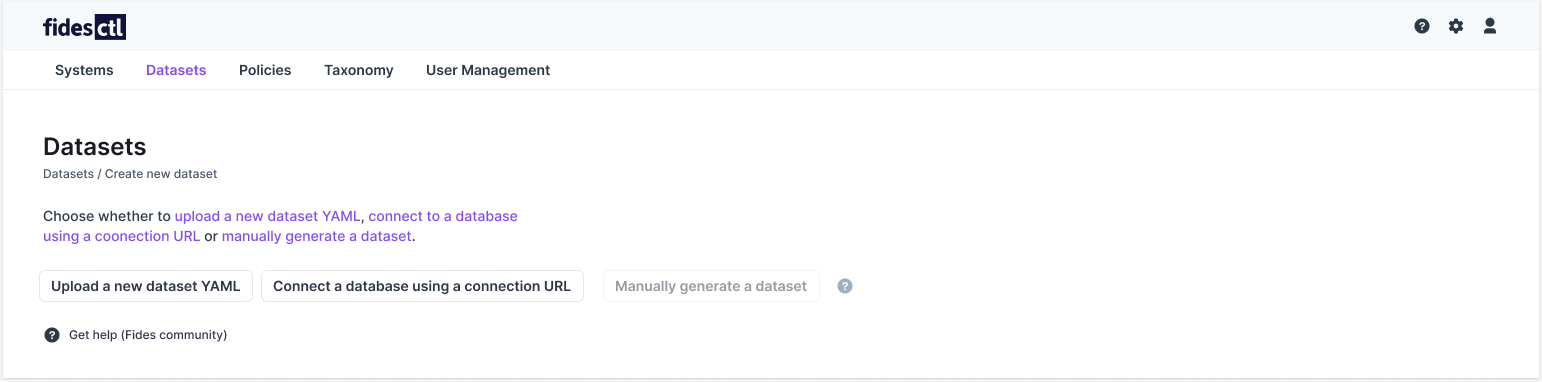 fidesctl
Systems Datasets Policies Taxonomy User Management
Datasets
Datasets / Create new dataset
Choose whether to upload a new dataset YAML, connect to a database
using a coonection URL or manually generate a dataset.
Upload a new dataset YAML Connect a database using a connection URL Manually generate a dataset ?
? Get help (Fides community)